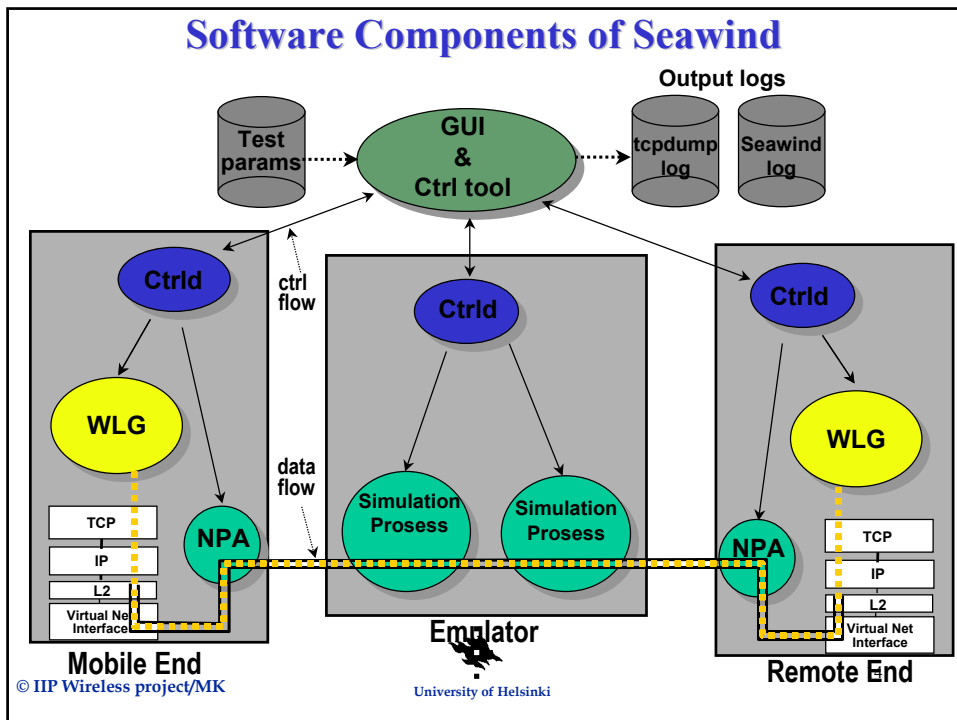 Software Components of Seawind
Output logs
Test
params
GUI
&
Ctrl tool
tcpdump
log
Seawind
log
ctrl
flow
Ctrld
Ctrld
Ctrld
WLG
WLG
data
flow
Simulation
Prosess
Simulation
Prosess
NPA
NPA
TCP
IP
L2
Virtual Net
Interface
TCP
IP
L2
Virtual Net
Interface
Mobile End
Emulator
Remote End
© IIP Wireless project/MK
University of Helsinki